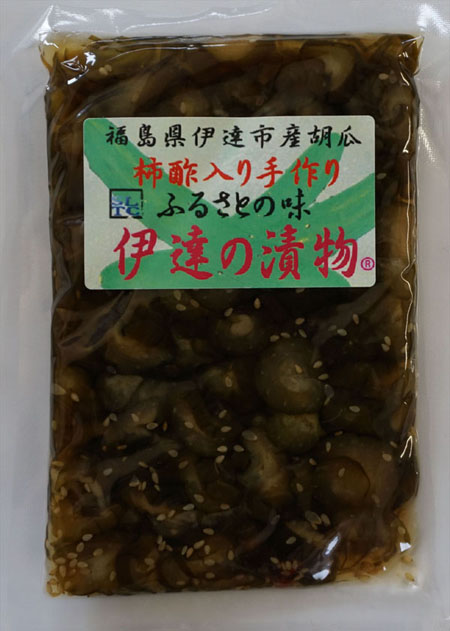 福島県伊達市産胡瓜
柿酢入り手作り
ふるさとの味
伊達の漬物®